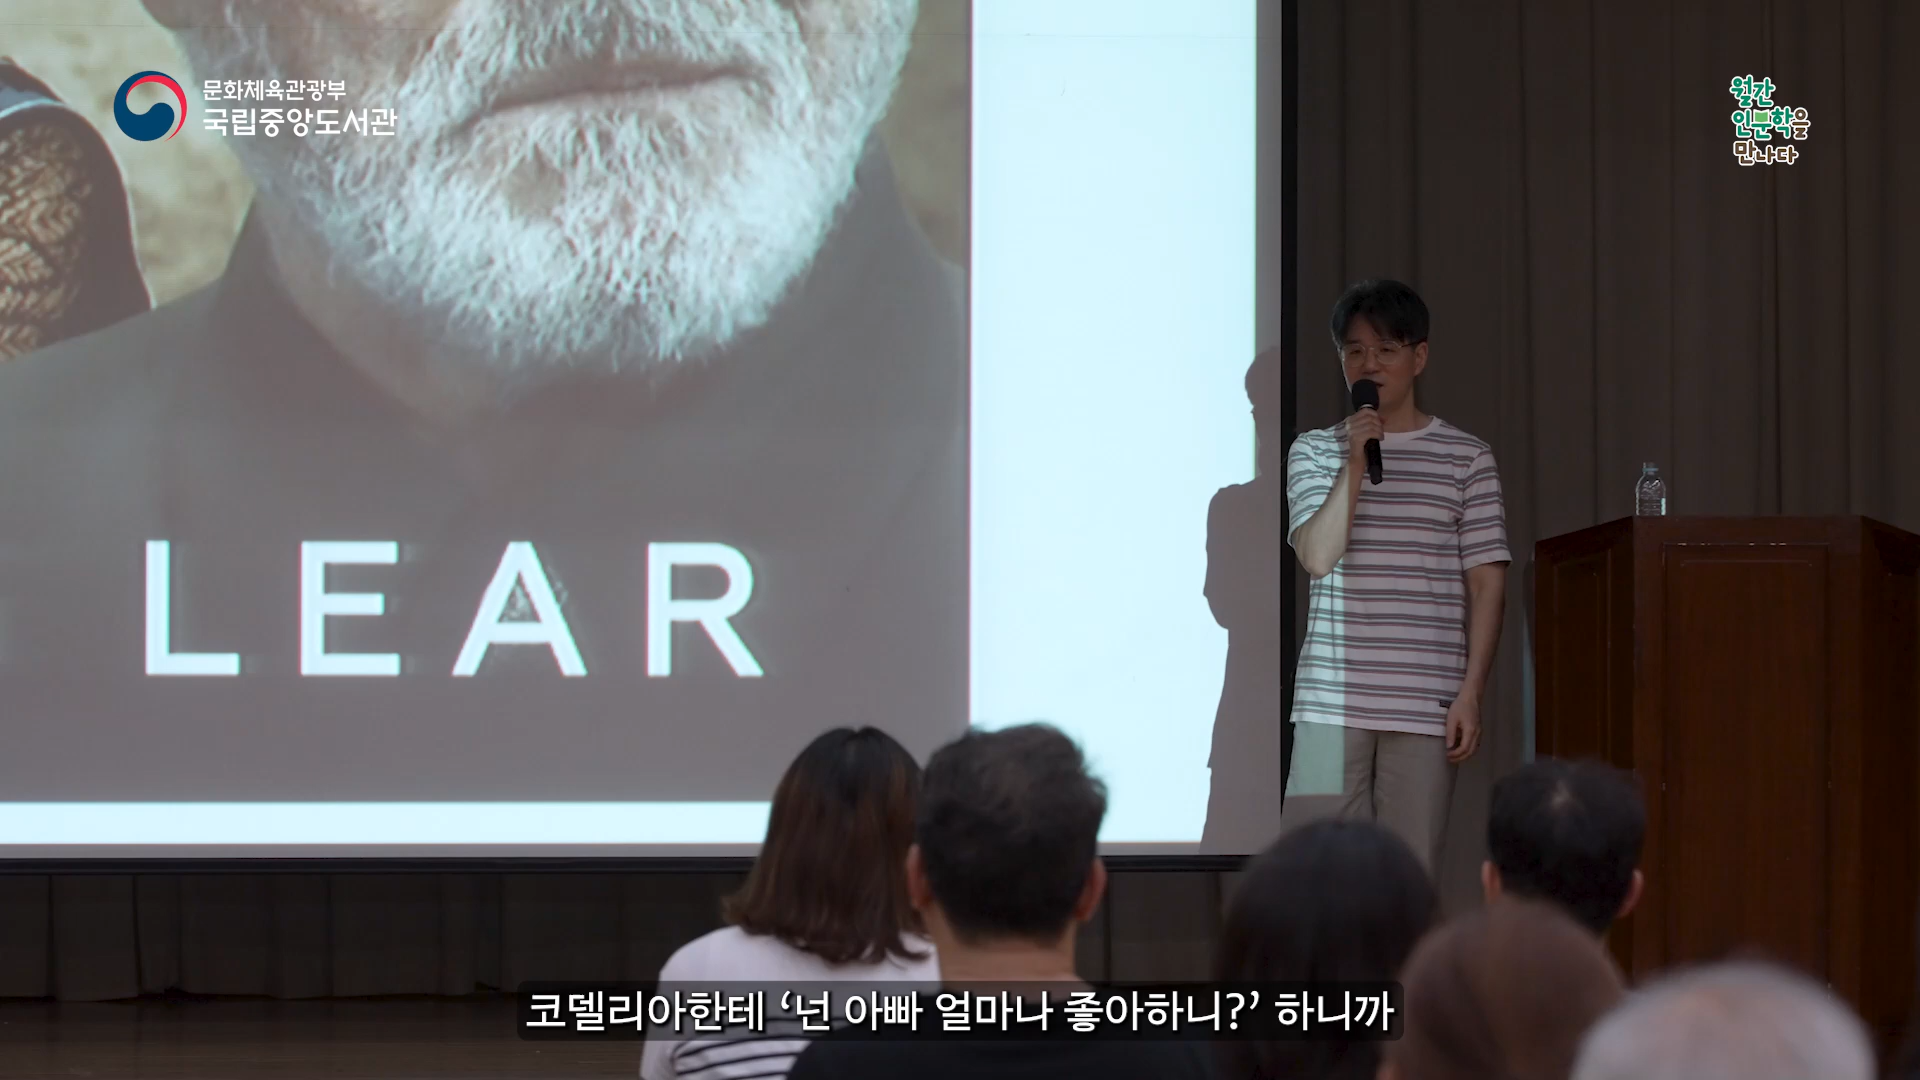 문화체육관광부
국립중앙도서관
월간
인문학을
만나다
LEAR
코델리아한테 ‘넌 아빠 얼마나 좋아하니?’ 하니까